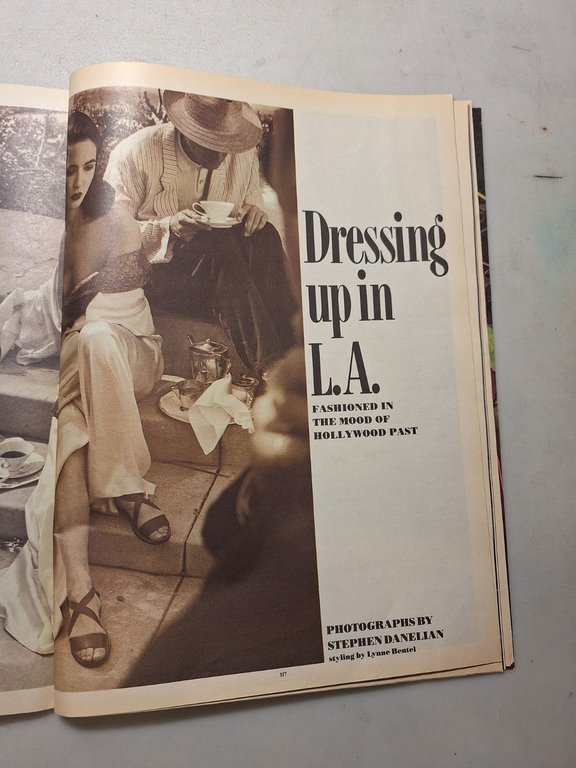 Dressing
up in
L.A.
FASHIONED IN
THE MOOD OF
HOLLYWOOD PAST
PHOTOGRAPHS BY
STEPHEN DANELIAN
styling by Lynne Bentel
117